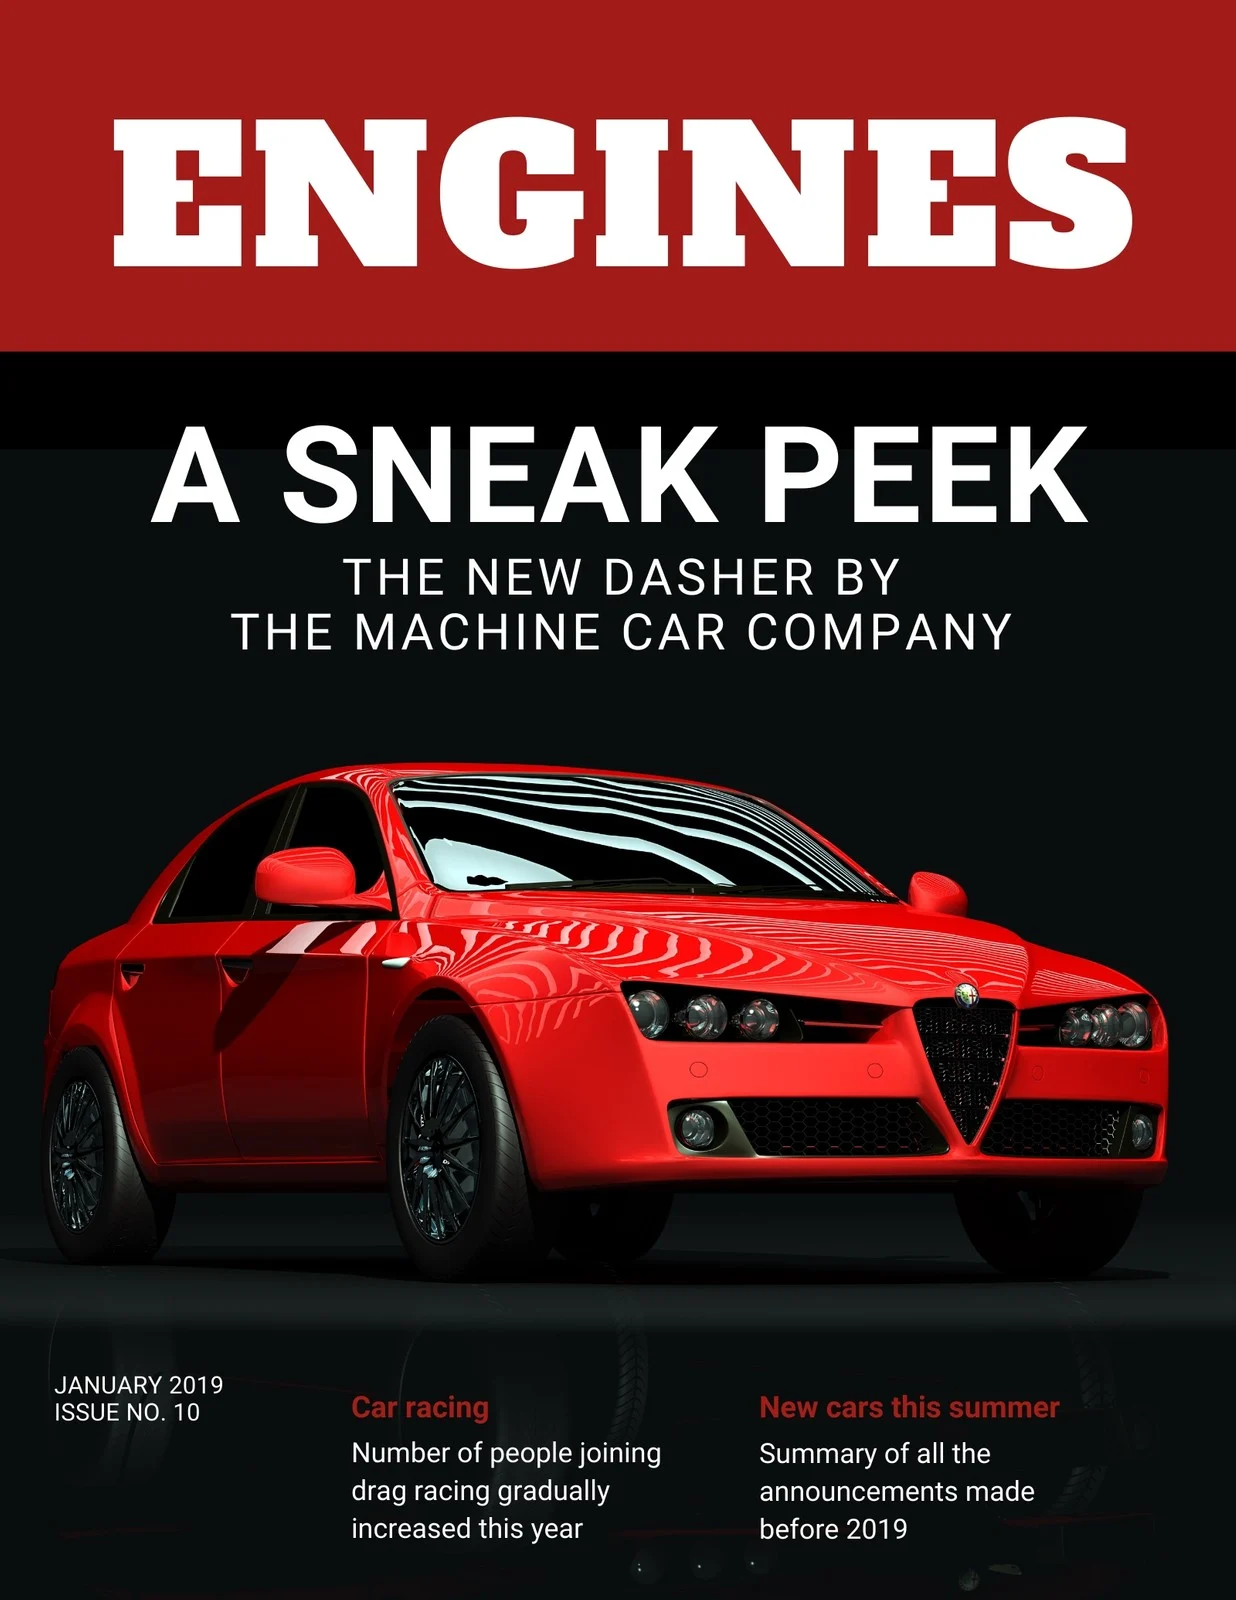 ENGINES
A SNEAK PEEK
THE NEW DASHER BY
THE MACHINE CAR COMPANY
JANUARY 2019
ISSUE NO. 10
Car racing
Number of people joining
drag racing gradually
increased this year
New cars this summer
Summary of all the
announcements made
before 2019